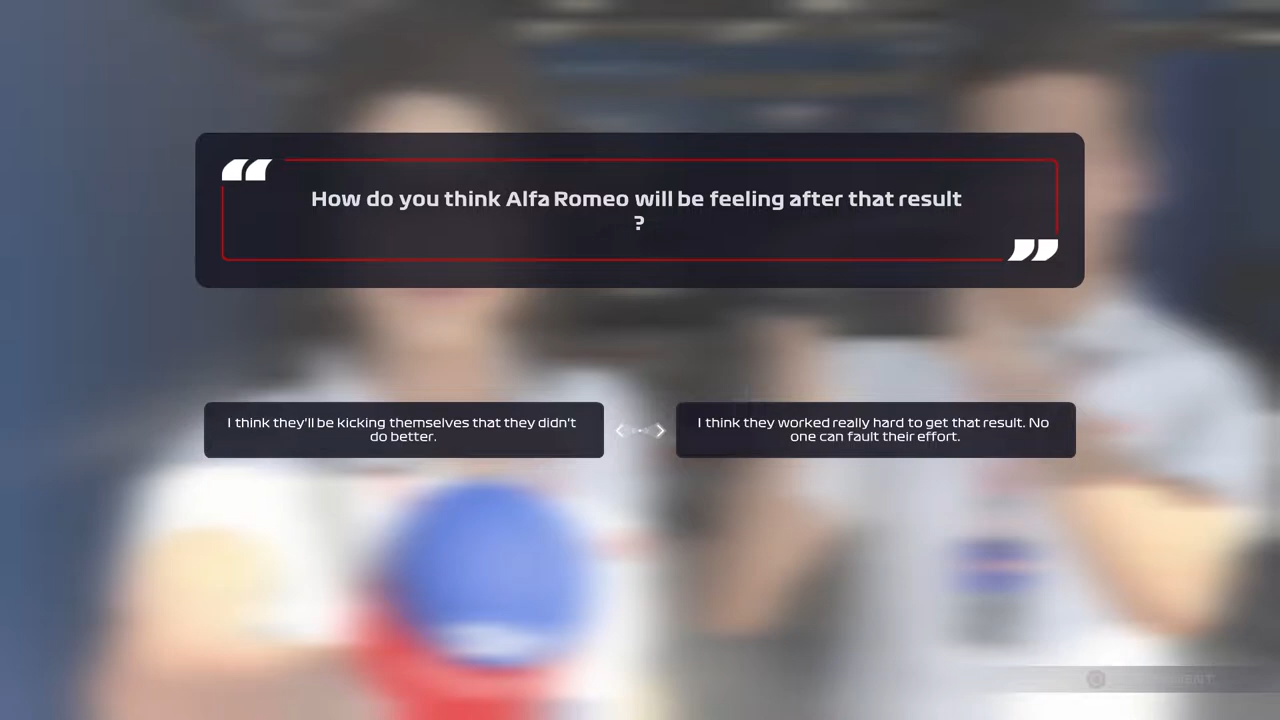 How do you think Alfa Romeo will be feeling after that result
?
I think they'll be kicking themselves that they didn't
do better.
I think they worked really hard to get that result. No
one can fault their effort.